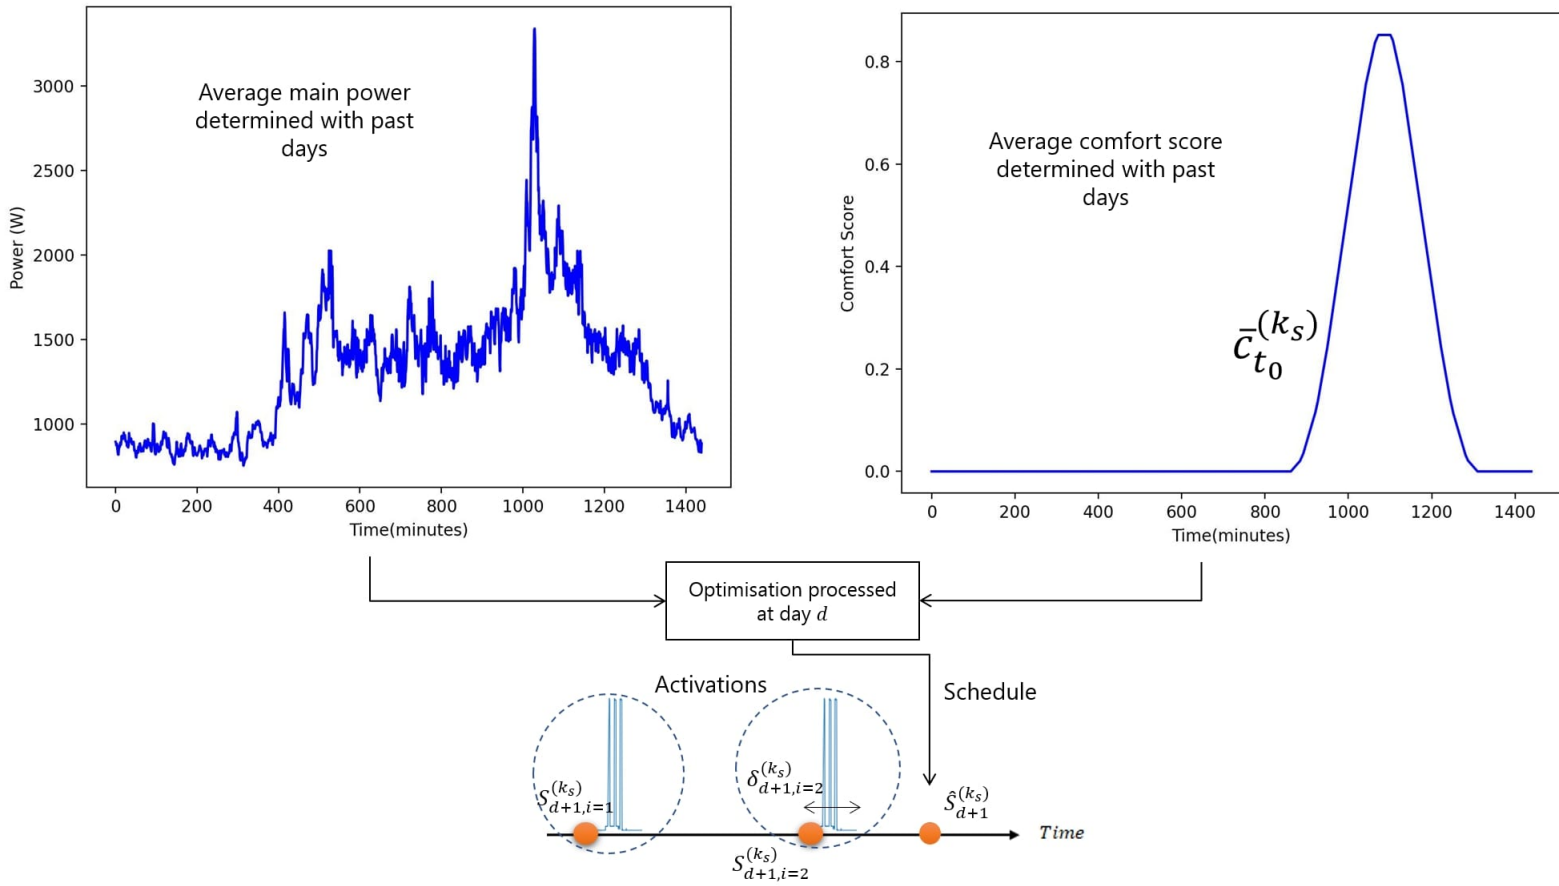 Average main power
determined with past
days
3000
2500
2000
1500
1000
Power (W)
0 200 400 600 800 1000 1200 1400
Time(minutes)
Average comfort score
determined with past
days
0.8
0.6
0.4
0.2
0.0
Comfort Score
c̄_{t_0}^{(k_s)}
0 200 400 600 800 1000 1200 1400
Time(minutes)
Optimisation processed
at day d
Activations
Schedule
S_{d+1,i=1}^{(k_s)}
δ_{d+1,i=2}^{(k_s)}
Ŝ_{d+1}^{(k_s)}
Time
S_{d+1,i=2}^{(k_s)}